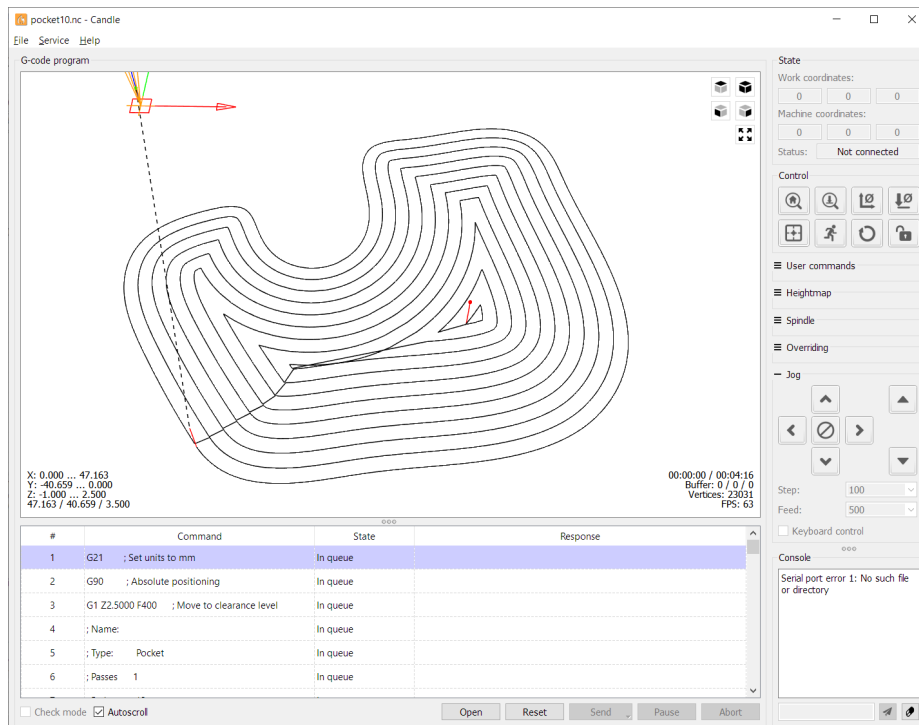 pocket10.nc - Candle
File Service Help
G-code program
State
Work coordinates:
0 0 0
Machine coordinates:
0 0 0
Status: Not connected
Control
User commands
Heightmap
Spindle
Overriding
Jog
Step: 100
Feed: 500
Keyboard control
X: 0.000 ... 47.163
Y: -40.659 ... 0.000
Z: -1.000 ... 2.500
47.163 / 40.659 / 3.500
00:00:00 / 00:04:16
Buffer: 0 / 0 / 0
Vertices: 23031
FPS: 63
# Command State Response
1 G21 ; Set units to mm In queue
2 G90 ; Absolute positioning In queue
3 G1 Z2.5000 F400 ; Move to clearance level In queue
4 ; Name: In queue
5 ; Type: Pocket In queue
6 ; Passes 1 In queue
Console
Serial port error 1: No such file
or directory
Check mode Autoscroll Open Reset Send Pause Abort